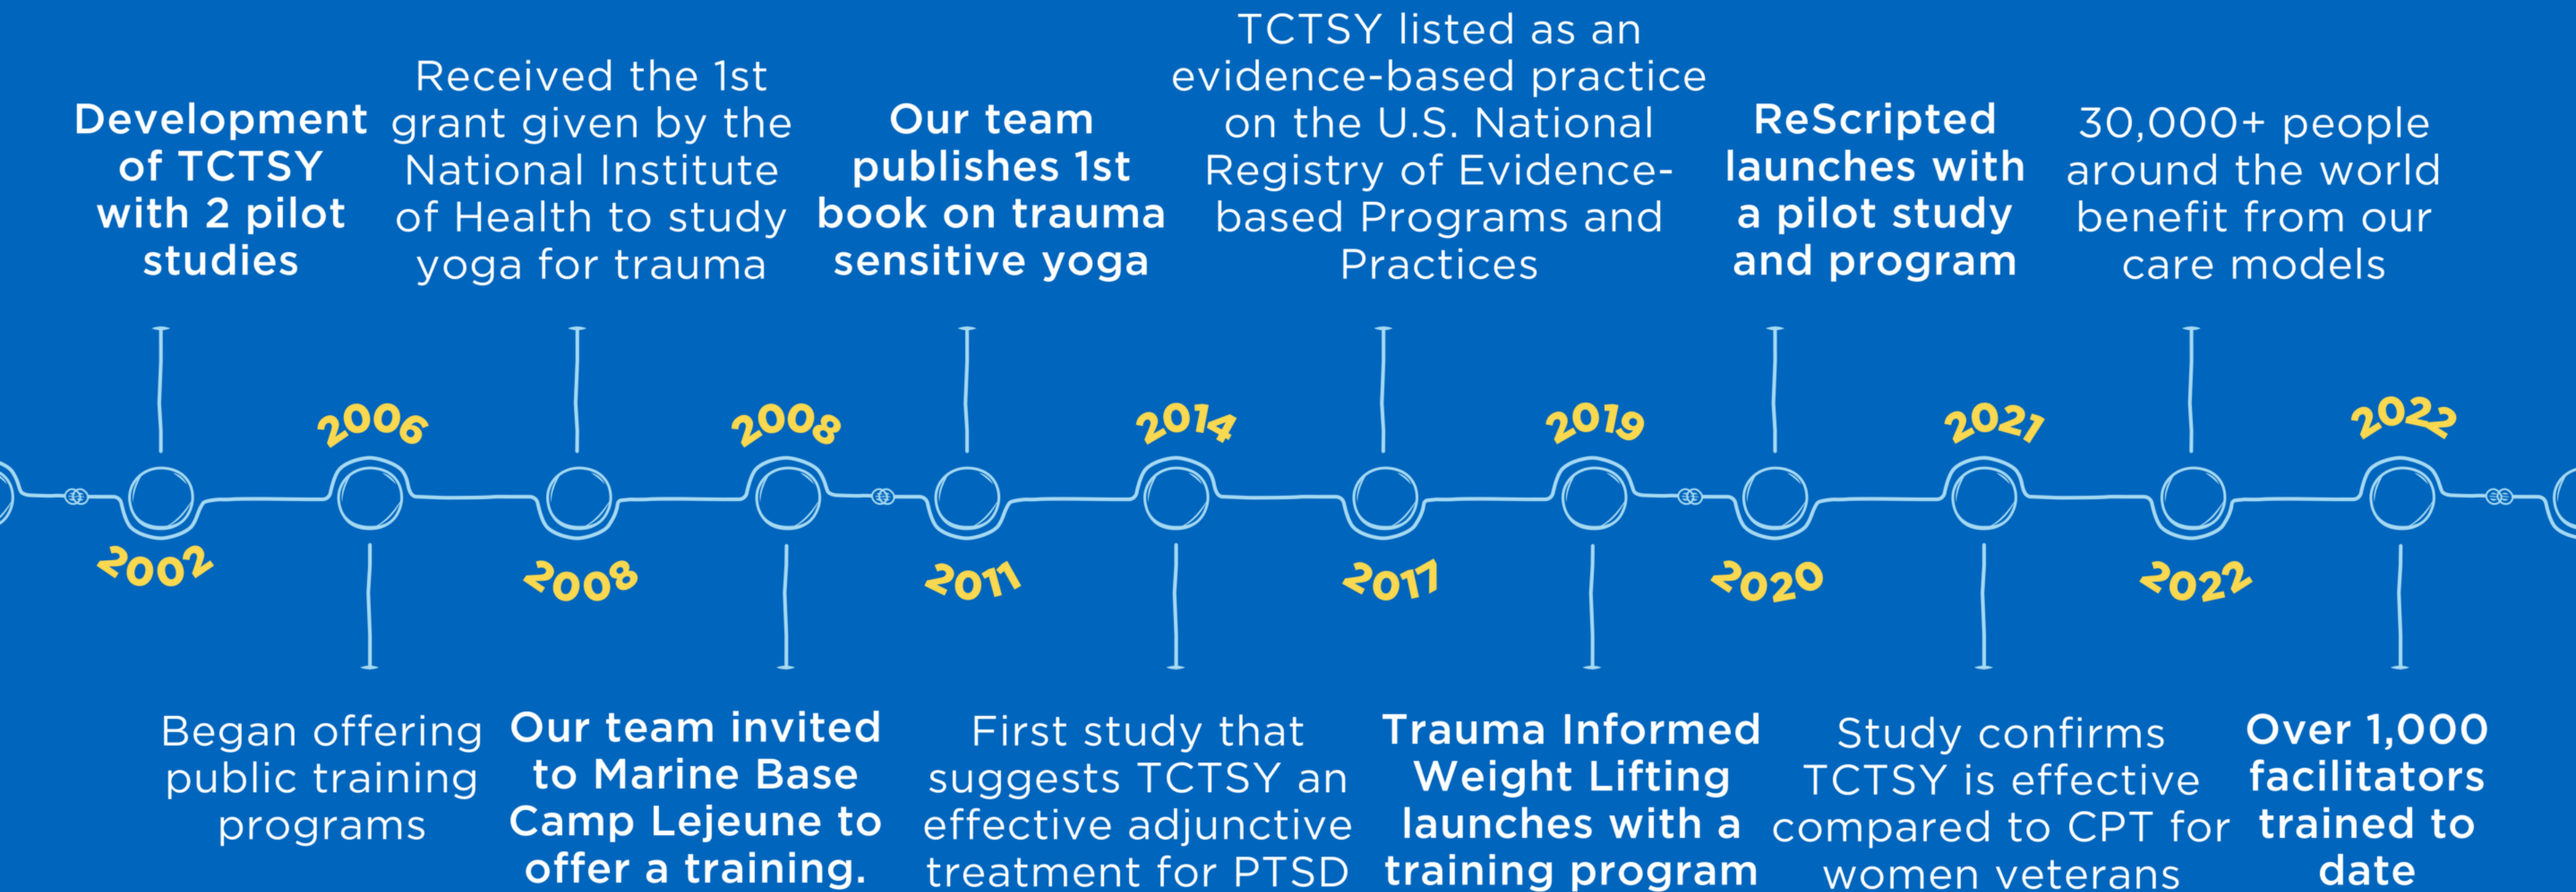 Development
of TCTSY
with 2 pilot
studies
2002
2006
Began offering
public training
programs
Received the 1st
grant given by the
National Institute
of Health to study
yoga for trauma
2008
2008
Our team invited
to Marine Base
Camp Lejeune to
offer a training.
Our team
publishes 1st
book on trauma
sensitive yoga
2011
2014
First study that
suggests TCTSY an
effective adjunctive
treatment for PTSD
TCTSY listed as an
evidence-based practice
on the U.S. National
Registry of Evidence-
based Programs and
Practices
2017
2019
Trauma Informed
Weight Lifting
launches with a
training program
ReScripted
launches with
a pilot study
and program
2020
2021
Study confirms
TCTSY is effective
compared to CPT for
women veterans
30,000+ people
around the world
benefit from our
care models
2022
2022
Over 1,000
facilitators
trained to
date